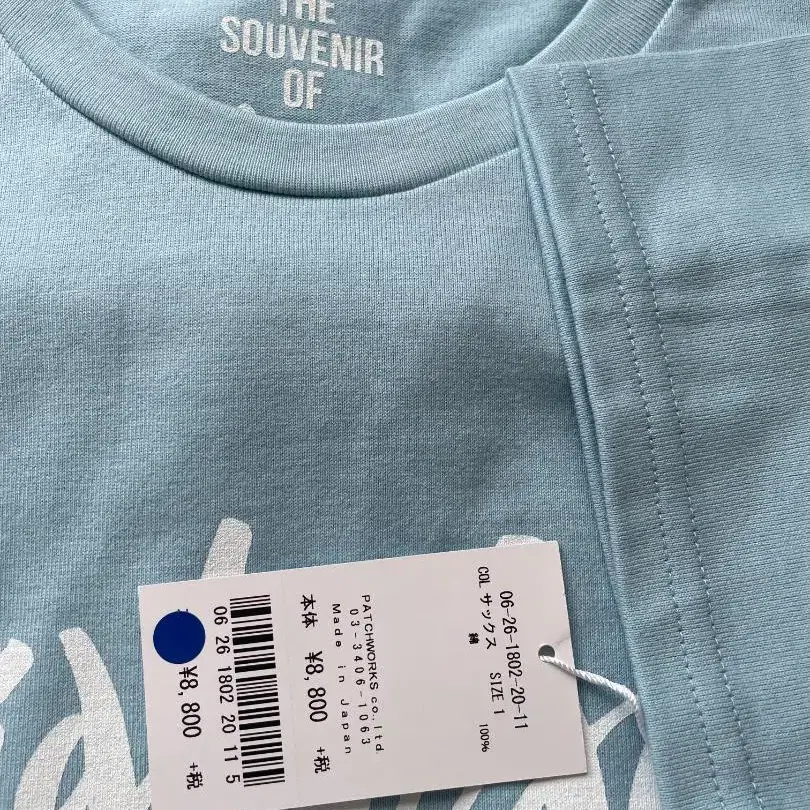 THE
SOUVENIR
OF
06-26-1802-20-11
COL サックス SIZE 1
綿 100%
PATCHWORKS co.,ltd.
03-3406-1063
Made in Japan
本体 ¥8,800 +税
06 26 1802 20 11 5
¥8,800 +税